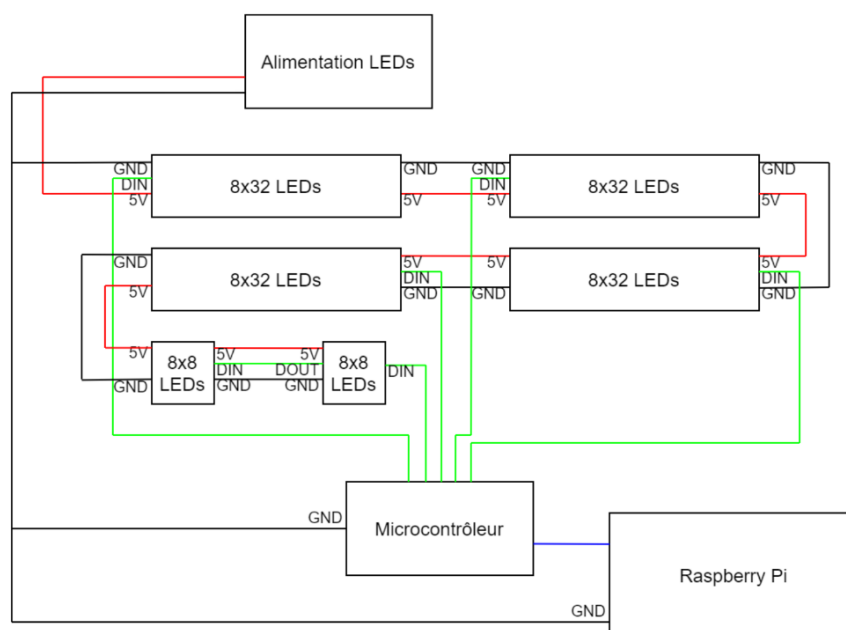 Alimentation LEDs
GND
DIN
5V
8x32 LEDs
GND
5V
GND
DIN
5V
8x32 LEDs
GND
5V
GND
5V
8x32 LEDs
5V
DIN
GND
5V
GND
8x32 LEDs
5V
DIN
GND
5V
GND
8x8
LEDs
5V
DIN
GND
5V
DOUT
GND
8x8
LEDs
DIN
GND
Microcontrôleur
Raspberry Pi
GND